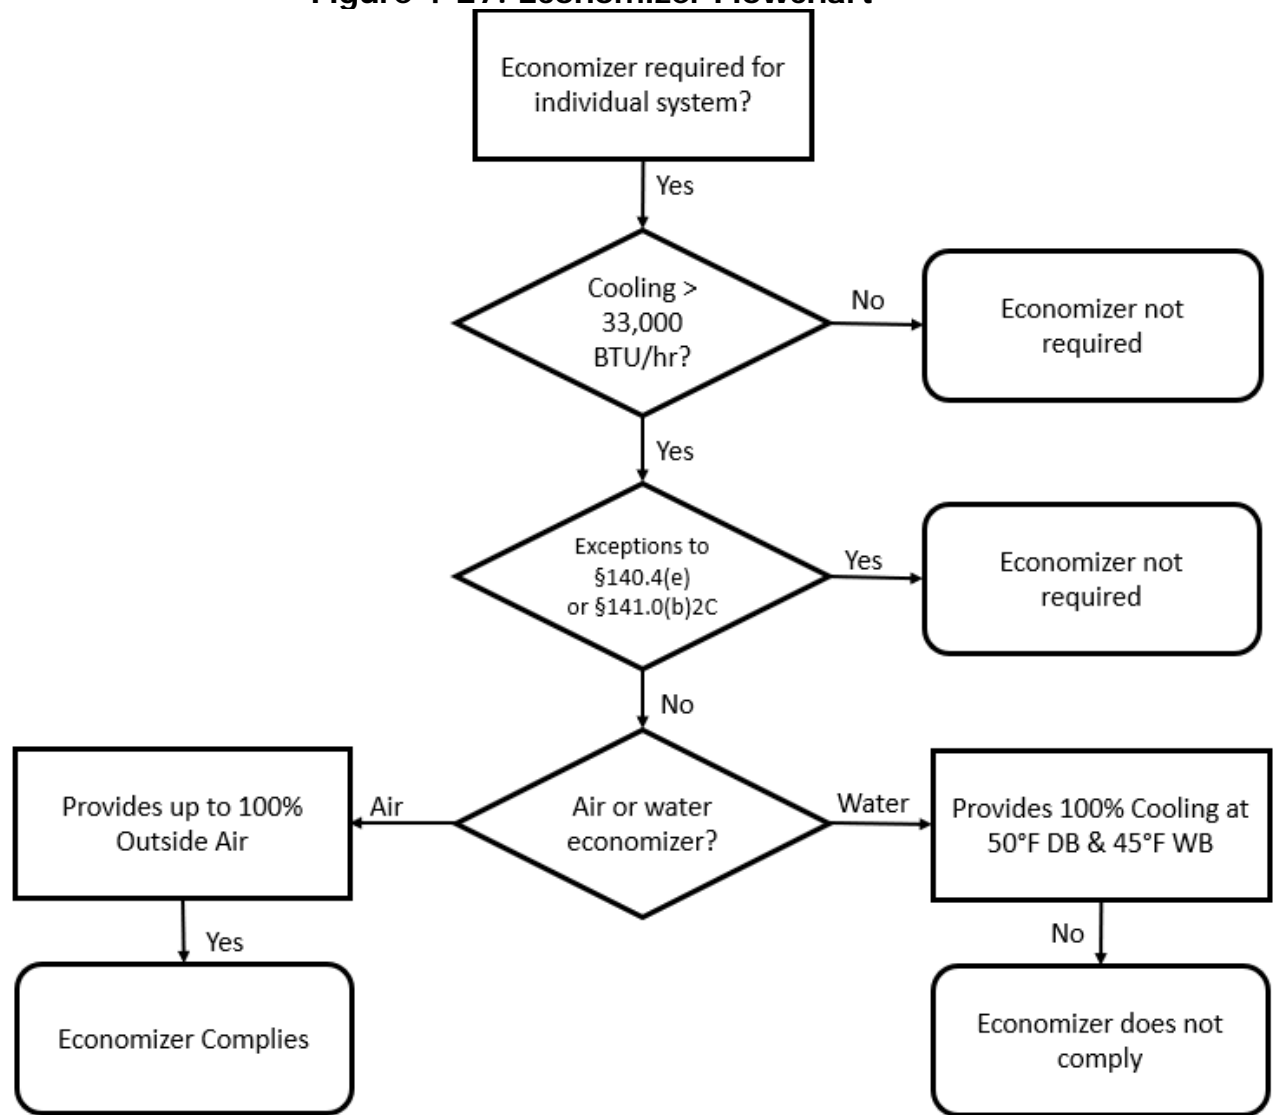 Economizer Flowchart
Economizer required for
individual system?
Yes
Cooling >
33,000
BTU/hr?
No
Economizer not
required
Yes
Exceptions to
§140.4(e)
or §141.0(b)2C
Yes
Economizer not
required
No
Provides up to 100%
Outside Air
Air
Air or water
economizer?
Water
Provides 100% Cooling at
50°F DB & 45°F WB
Yes
No
Economizer Complies
Economizer does not
comply